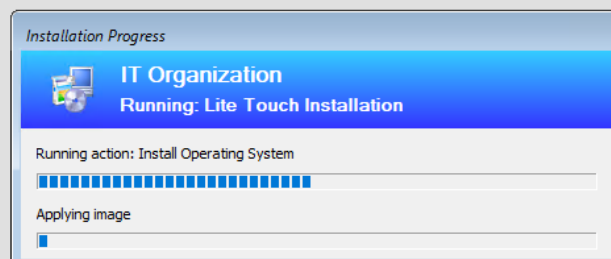 Installation Progress
IT Organization
Running: Lite Touch Installation
Running action: Install Operating System
Applying image